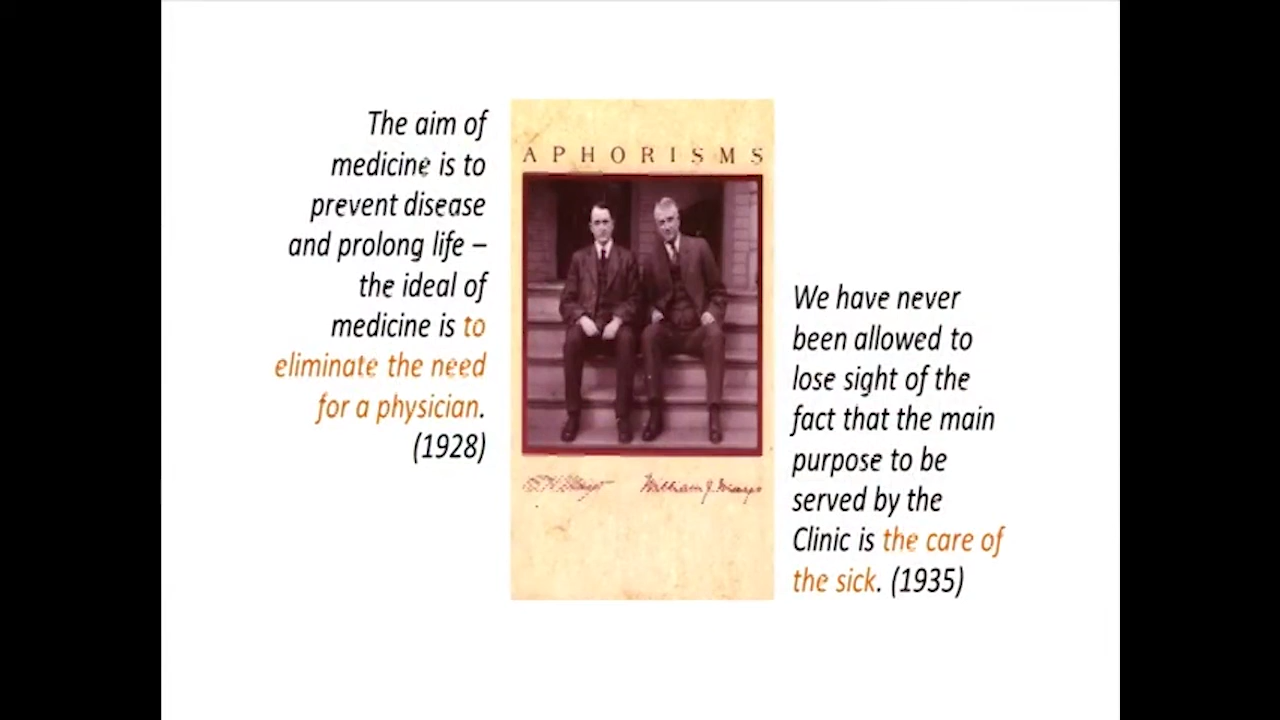 The aim of
medicine is to
prevent disease
and prolong life –
the ideal of
medicine is to
eliminate the need
for a physician.
(1928)
APHORISMS
William J. Mayo
We have never
been allowed to
lose sight of the
fact that the main
purpose to be
served by the
Clinic is the care of
the sick. (1935)